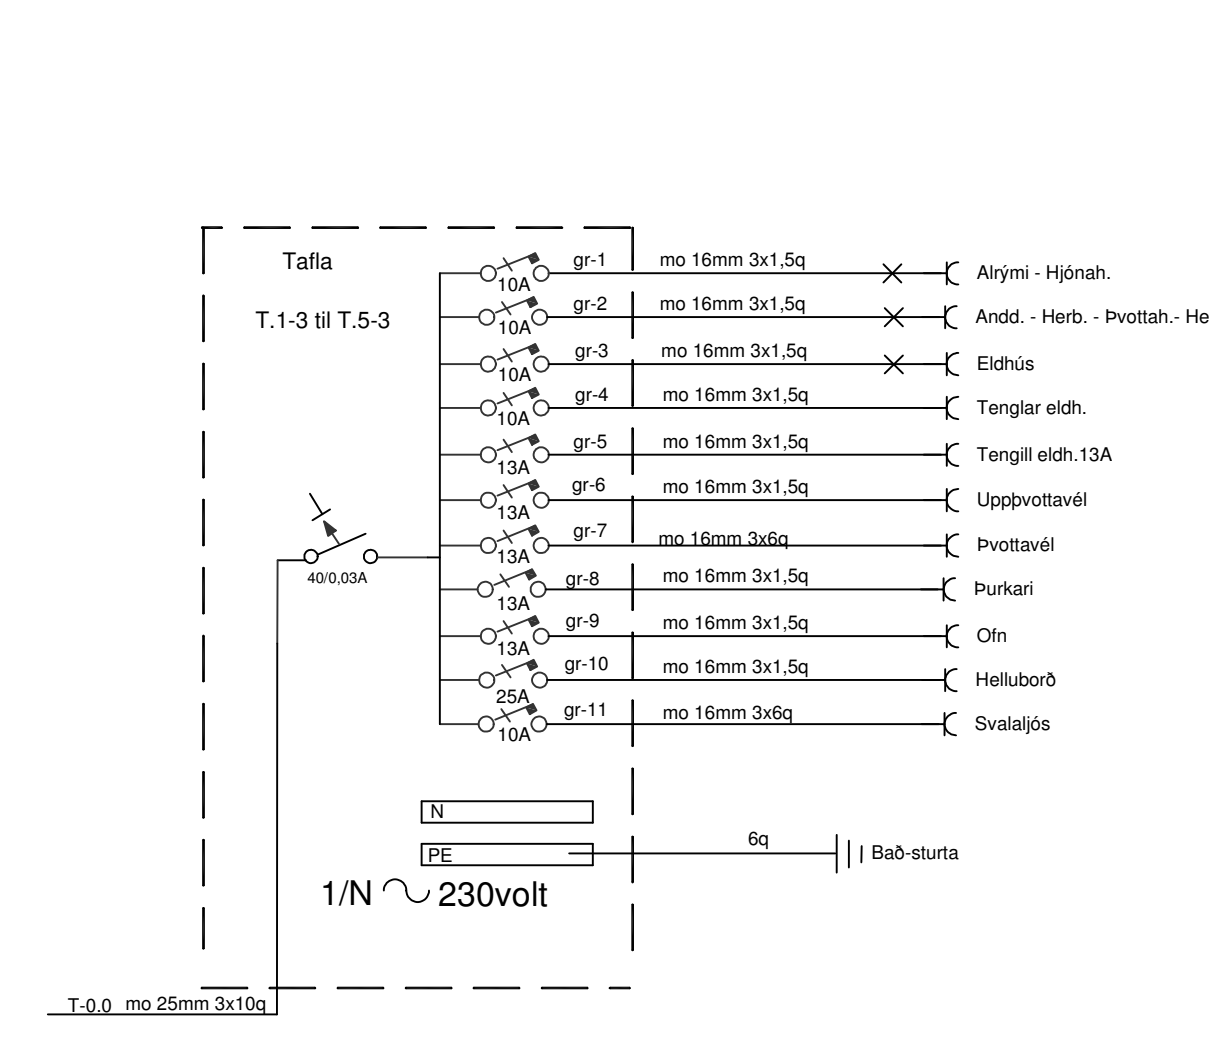 Tafla
T.1-3 til T.5-3
gr-1 mo 16mm 3x1,5q Alrými - Hjónah.
10A
gr-2 mo 16mm 3x1,5q Andd. - Herb. - Þvottah.- He
10A
gr-3 mo 16mm 3x1,5q Eldhús
10A
gr-4 mo 16mm 3x1,5q Tenglar eldh.
10A
gr-5 mo 16mm 3x1,5q Tengill eldh.13A
13A
gr-6 mo 16mm 3x1,5q Uppþvottavél
13A
gr-7 mo 16mm 3x6q Þvottavél
13A
gr-8 mo 16mm 3x1,5q Þurkari
13A
gr-9 mo 16mm 3x1,5q Ofn
13A
gr-10 mo 16mm 3x1,5q Helluborð
25A
gr-11 mo 16mm 3x6q Svalaljós
10A
40/0,03A
N
PE 6q Bað-sturta
1/N 230volt
T-0.0 mo 25mm 3x10q